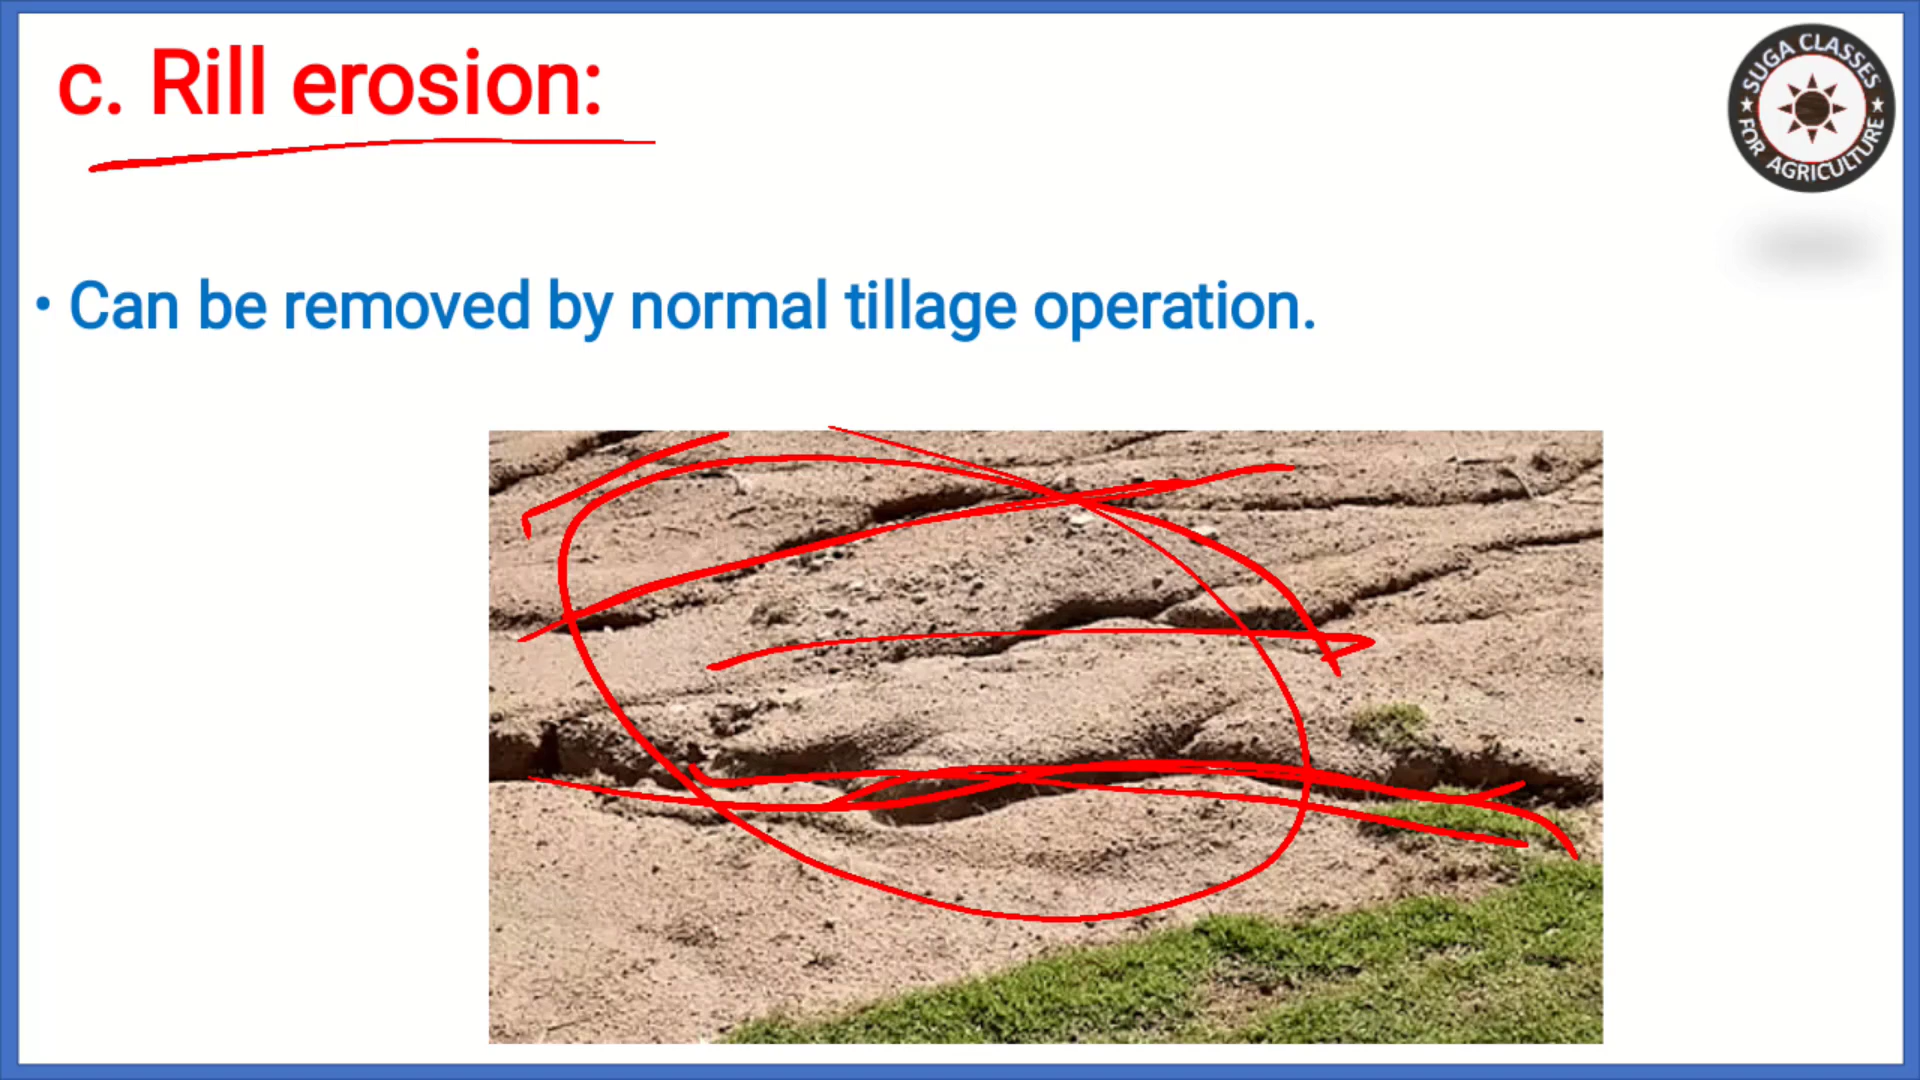 c. Rill erosion:
SUGA CLASSES
FOR AGRICULTURE
• Can be removed by normal tillage operation.